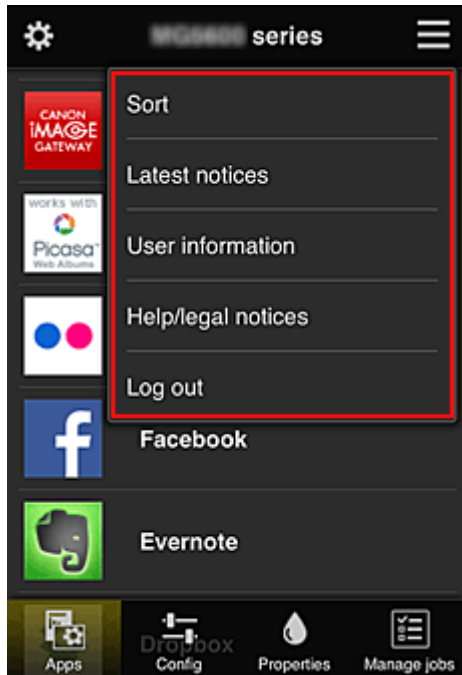 series
CANON
iMAGE
GATEWAY
Sort
Latest notices
works with
Picasa™
Web Albums
User information
Help/legal notices
Log out
Facebook
Evernote
Dropbox
Apps Config Properties Manage jobs